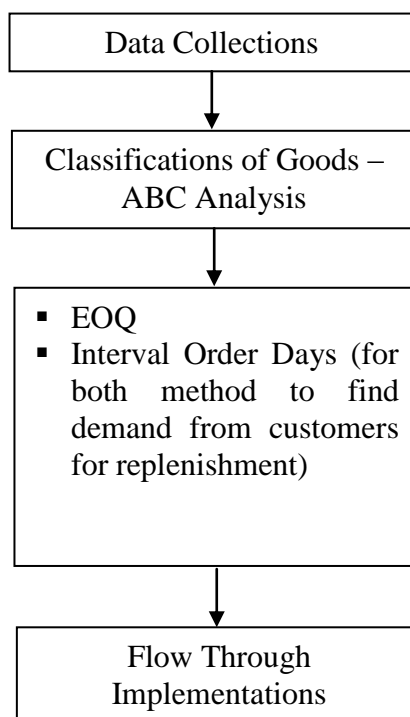 Data Collections
Classifications of Goods –
ABC Analysis
▪ EOQ
▪ Interval Order Days (for
both method to find
demand from customers
for replenishment)
Flow Through
Implementations